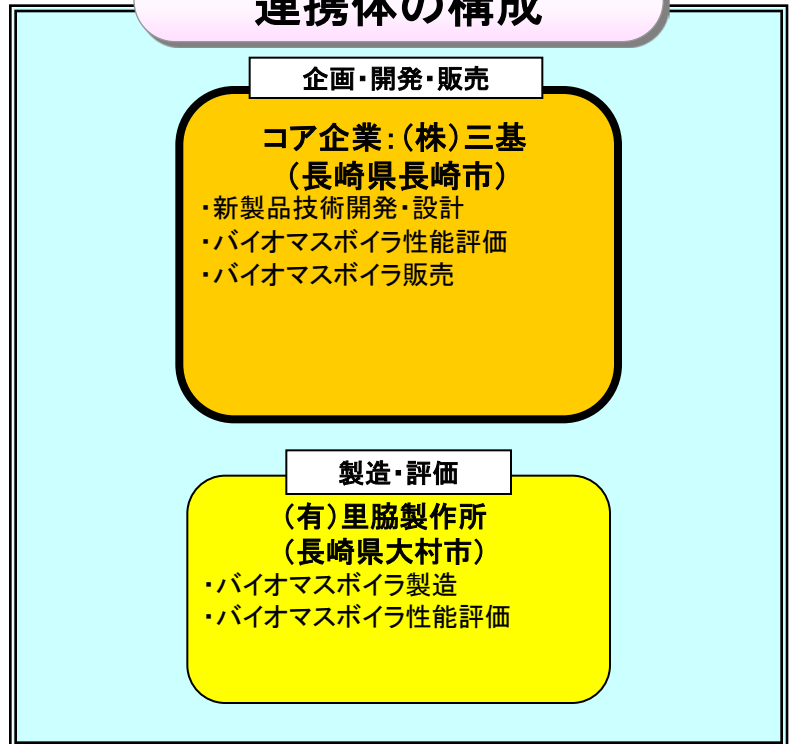 連携体の構成
企画・開発・販売
コア企業：（株）三基
（長崎県長崎市）
・新製品技術開発・設計
・バイオマスボイラ性能評価
・バイオマスボイラ販売
製造・評価
（有）里脇製作所
（長崎県大村市）
・バイオマスボイラ製造
・バイオマスボイラ性能評価